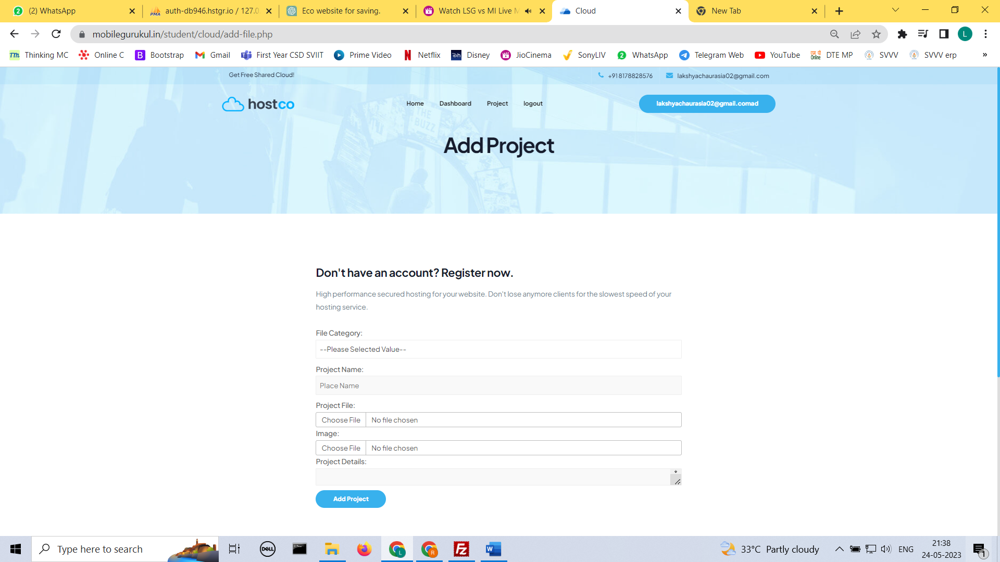 (2) WhatsApp
auth-db946.hstgr.io / 127.0
Eco website for saving.
Watch LSG vs MI Live M
Cloud
New Tab
mobilegurukul.in/student/cloud/add-file.php
L
Thinking MC
Online C
Bootstrap
Gmail
First Year CSD SVIIT
Prime Video
Netflix
Disney
JioCinema
SonyLIV
WhatsApp
Telegram Web
YouTube
DTE MP
SVVV
SVVV erp
»
Get Free Shared Cloud!
+918178828576
lakshyachaurasia02@gmail.com
hostco
Home
Dashboard
Project
logout
lakshyachaurasia02@gmail.comad
THE
BUZZ
Add Project
Don't have an account? Register now.
High performance secured hosting for your website. Don't lose anymore clients for the slowest speed of your
hosting service.
File Category:
--Please Selected Value--
Project Name:
Place Name
Project File:
Choose File No file chosen
Image:
Choose File No file chosen
Project Details:
Add Project
Type here to search
DELL
L
R
Fz
W
33°C Partly cloudy
ENG
21:38
24-05-2023
1